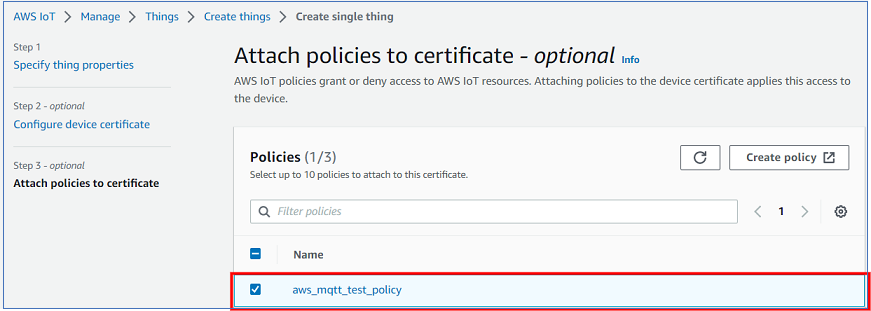 AWS IoT > Manage > Things > Create things > Create single thing
Step 1
Specify thing properties
Step 2 - optional
Configure device certificate
Step 3 - optional
Attach policies to certificate
Attach policies to certificate - optional Info
AWS IoT policies grant or deny access to AWS IoT resources. Attaching policies to the device certificate applies this access to
the device.
Policies (1/3)
Select up to 10 policies to attach to this certificate.
Create policy
Filter policies
1
Name
aws_mqtt_test_policy